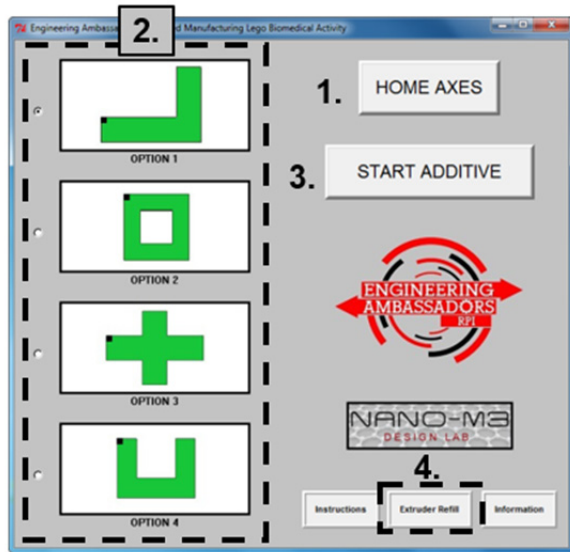 Engineering Ambassa
2.
d Manufacturing Lego Biomedical Activity
OPTION 1
OPTION 2
OPTION 3
OPTION 4
1.
HOME AXES
3.
START ADDITIVE
ENGINEERING
AMBASSADORS
RPI
NANO-M3
DESIGN LAB
4.
Instructions
Extruder Refill
Information